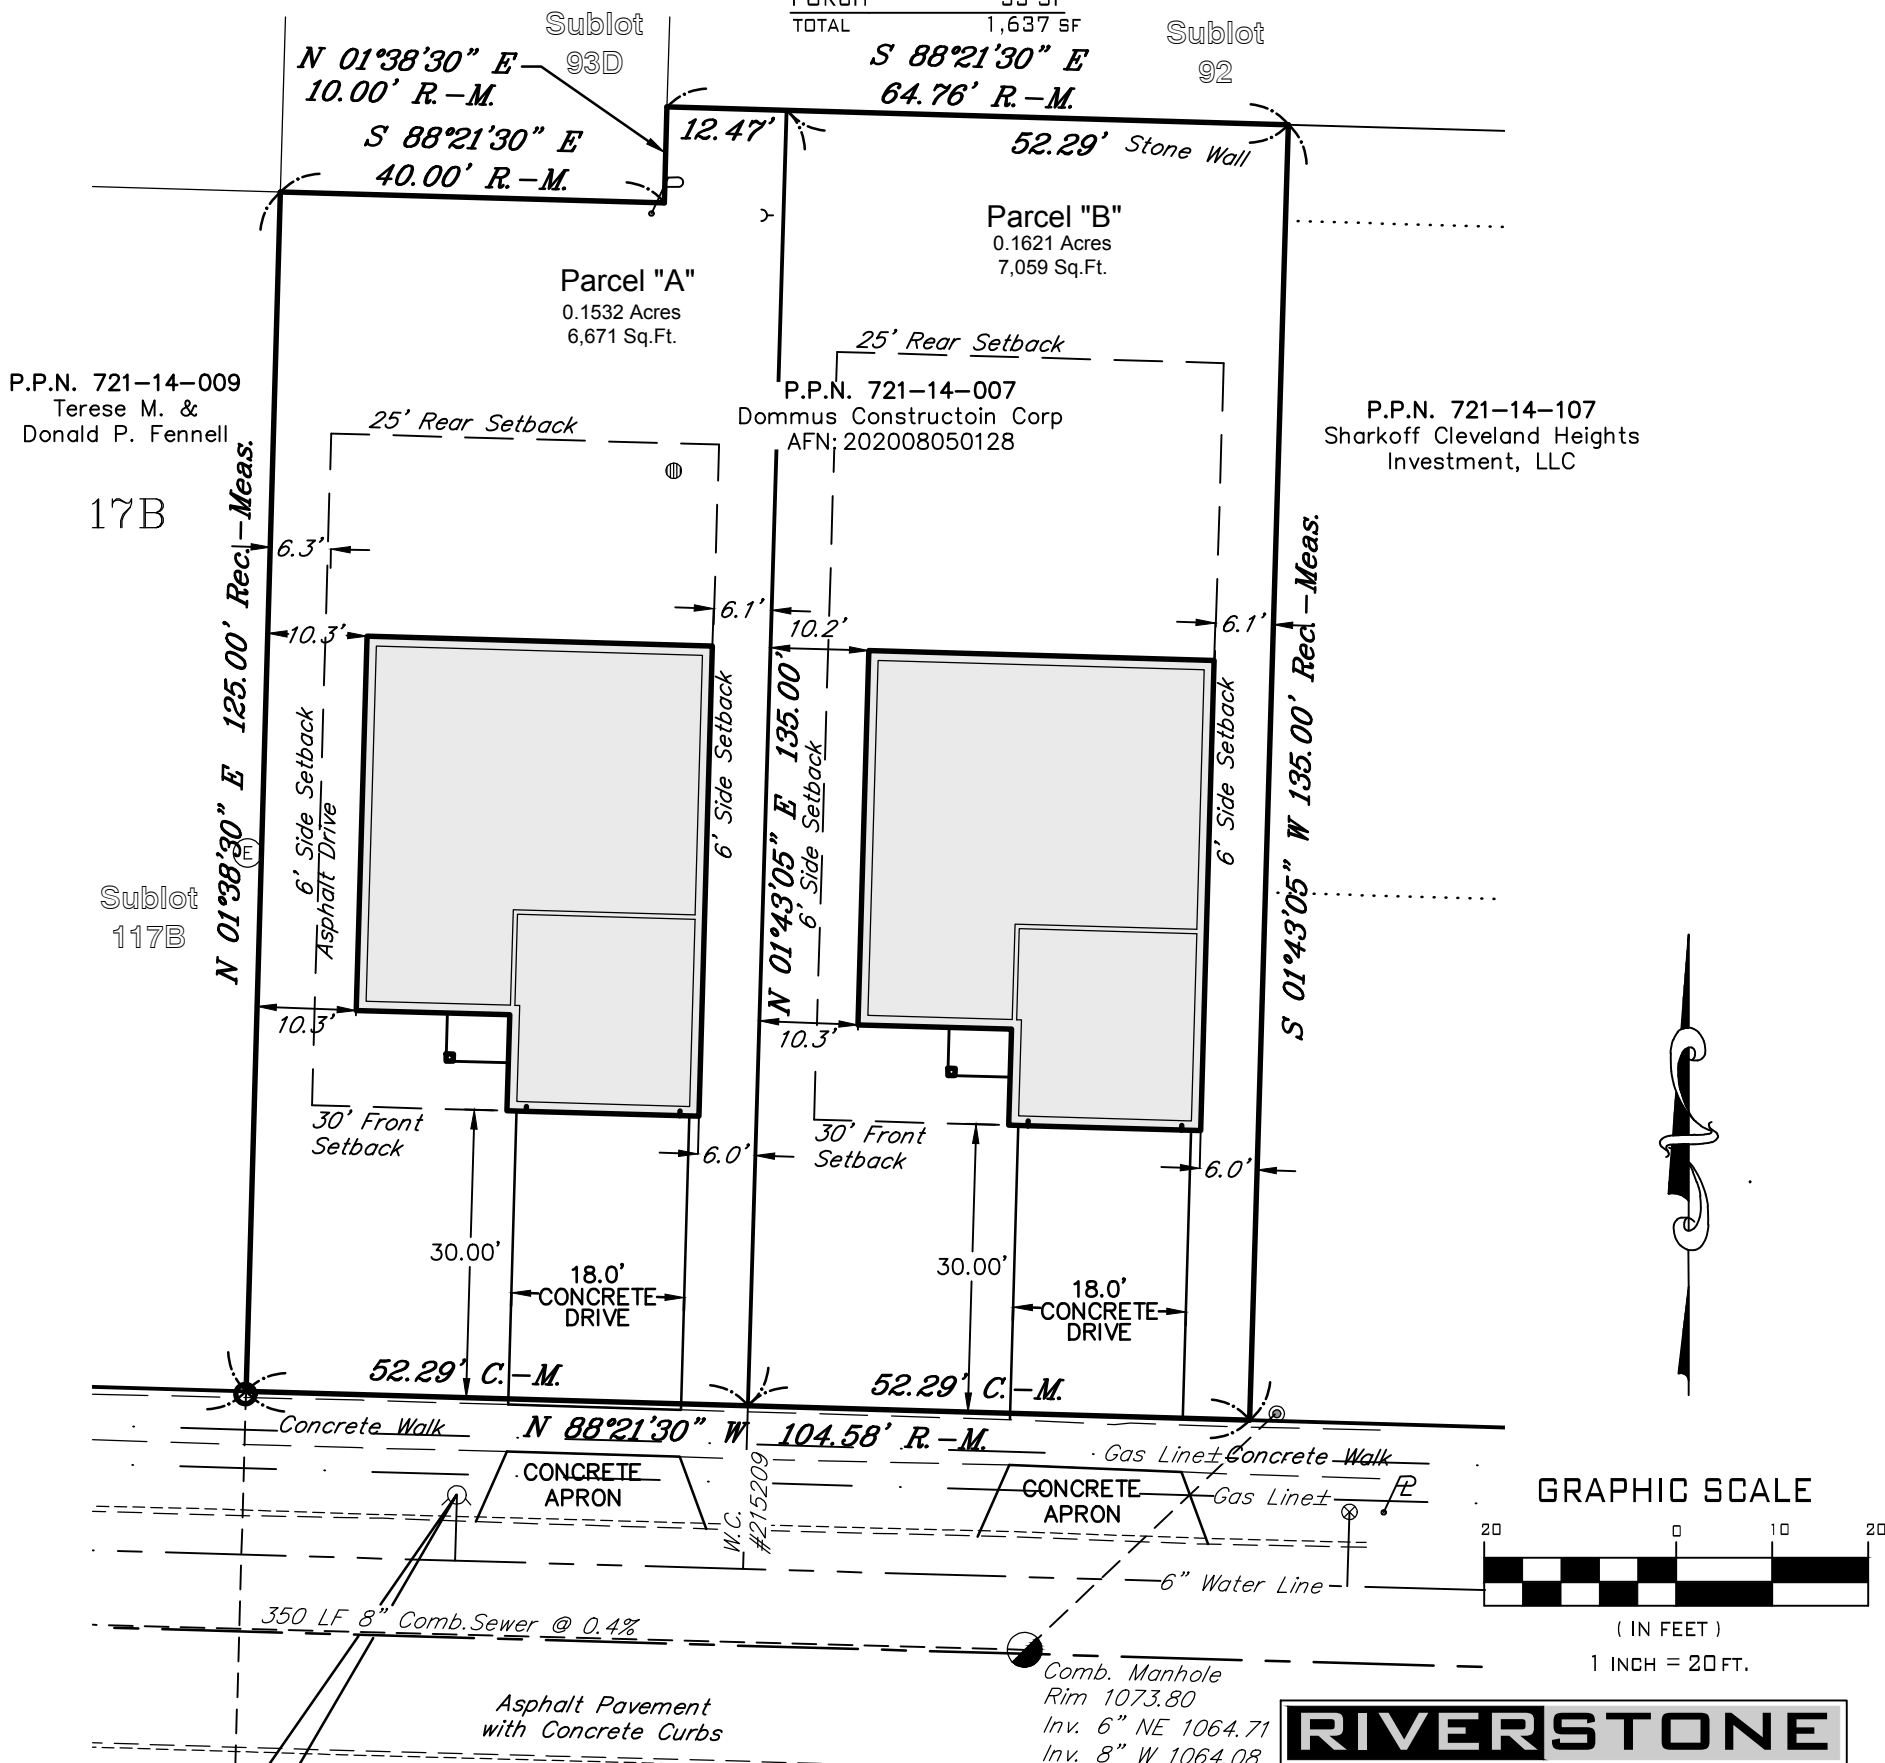 TOTAL 1,637 SF
Sublot
93D
Sublot
92
N 01°38'30" E
10.00' R.-M.
S 88°21'30" E
64.76' R.-M.
S 88°21'30" E
40.00' R.-M.
12.47'
52.29'
Stone Wall
Parcel "A"
0.1532 Acres
6,671 Sq.Ft.
Parcel "B"
0.1621 Acres
7,059 Sq.Ft.
25' Rear Setback
25' Rear Setback
P.P.N. 721-14-009
Terese M. &
Donald P. Fennell
P.P.N. 721-14-007
Dommus Constructoin Corp
AFN: 202008050128
P.P.N. 721-14-107
Sharkoff Cleveland Heights
Investment, LLC
17B
N 01°38'30" E 125.00' Rec.-Meas.
6.3'
6.1'
6.1'
10.3'
10.2'
6' Side Setback
Asphalt Drive
6' Side Setback
N 01°43'05" E 135.00'
6' Side Setback
6' Side Setback
S 01°43'05" W 135.00' Rec.-Meas.
E
Sublot
117B
10.3'
10.3'
30' Front
Setback
30' Front
Setback
6.0'
6.0'
30.00'
30.00'
18.0'
CONCRETE
DRIVE
18.0'
CONCRETE
DRIVE
52.29' C.-M.
52.29' C.-M.
Concrete Walk
N 88°21'30" W 104.58' R.-M.
Gas Line±
Concrete Walk
CONCRETE
APRON
CONCRETE
APRON
Gas Line±
W.C.
#215209
6" Water Line
350 LF 8" Comb.Sewer @ 0.4%
Comb. Manhole
Rim 1073.80
Inv. 6" NE 1064.71
Inv. 8" W 1064.08
Asphalt Pavement
with Concrete Curbs
GRAPHIC SCALE
20 0 10 20
( IN FEET )
1 INCH = 20 FT.
RIVERSTONE